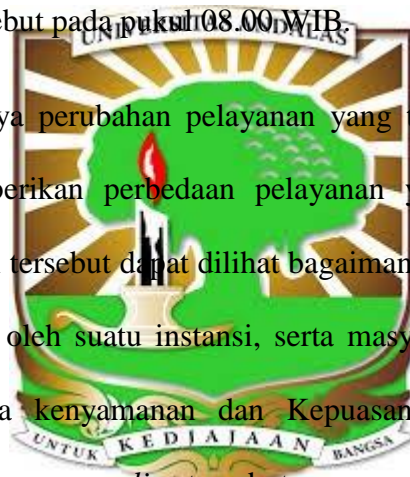 ebut pada pukul 08.00 WIB.
UNIVERSITAS ANDALAS
ya perubahan pelayanan yang t
berikan perbedaan pelayanan y
tersebut dapat dilihat bagaiman
oleh suatu instansi, serta masy
a kenyamanan dan Kepuasan
UNTUK KEDJAJAAN BANGSA